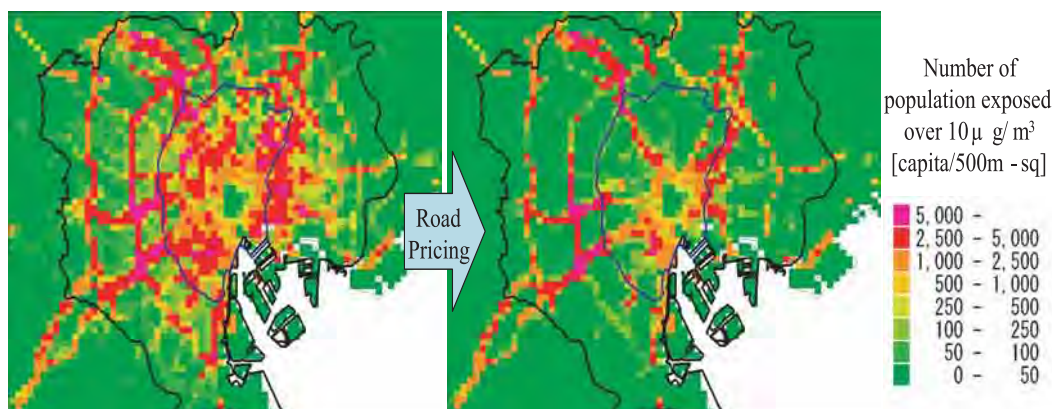 Road
Pricing
Number of
population exposed
over 10μ g/m³
[capita/500m -sq]
5,000 -
2,500 - 5,000
1,000 - 2,500
500 - 1,000
250 - 500
100 - 250
50 - 100
0 - 50